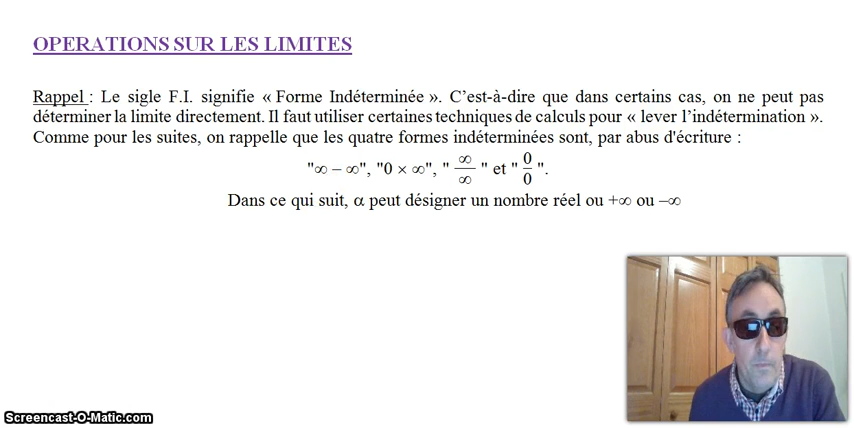 OPERATIONS SUR LES LIMITES
Rappel : Le sigle F.I. signifie « Forme Indéterminée ». C'est-à-dire que dans certains cas, on ne peut pas
déterminer la limite directement. Il faut utiliser certaines techniques de calculs pour « lever l'indétermination ».
Comme pour les suites, on rappelle que les quatre formes indéterminées sont, par abus d'écriture :
"∞ – ∞", "0 × ∞", " ∞/∞ " et " 0/0 ".
Dans ce qui suit, α peut désigner un nombre réel ou +∞ ou –∞
Screencast-O-Matic.com